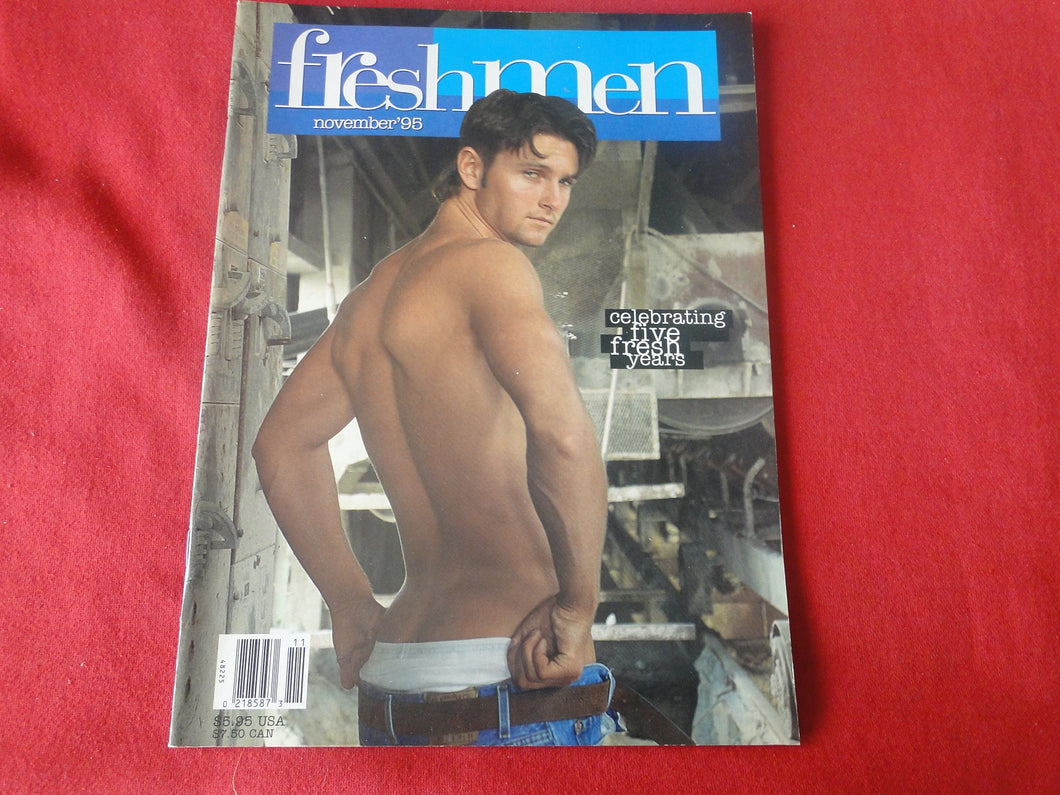 freshmen
november'95
celebrating
five
fresh
years
11
48225
0 218587 3
$5.95 USA
$7.50 CAN